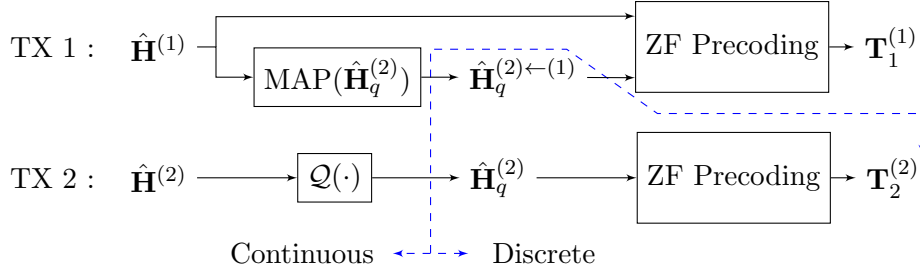 TX 1 : Ĥ^(1) ZF Precoding T_1^(1)
MAP(Ĥ_q^(2)) Ĥ_q^(2)←(1)
TX 2 : Ĥ^(2) 𝒬(·) Ĥ_q^(2) ZF Precoding T_2^(2)
Continuous Discrete